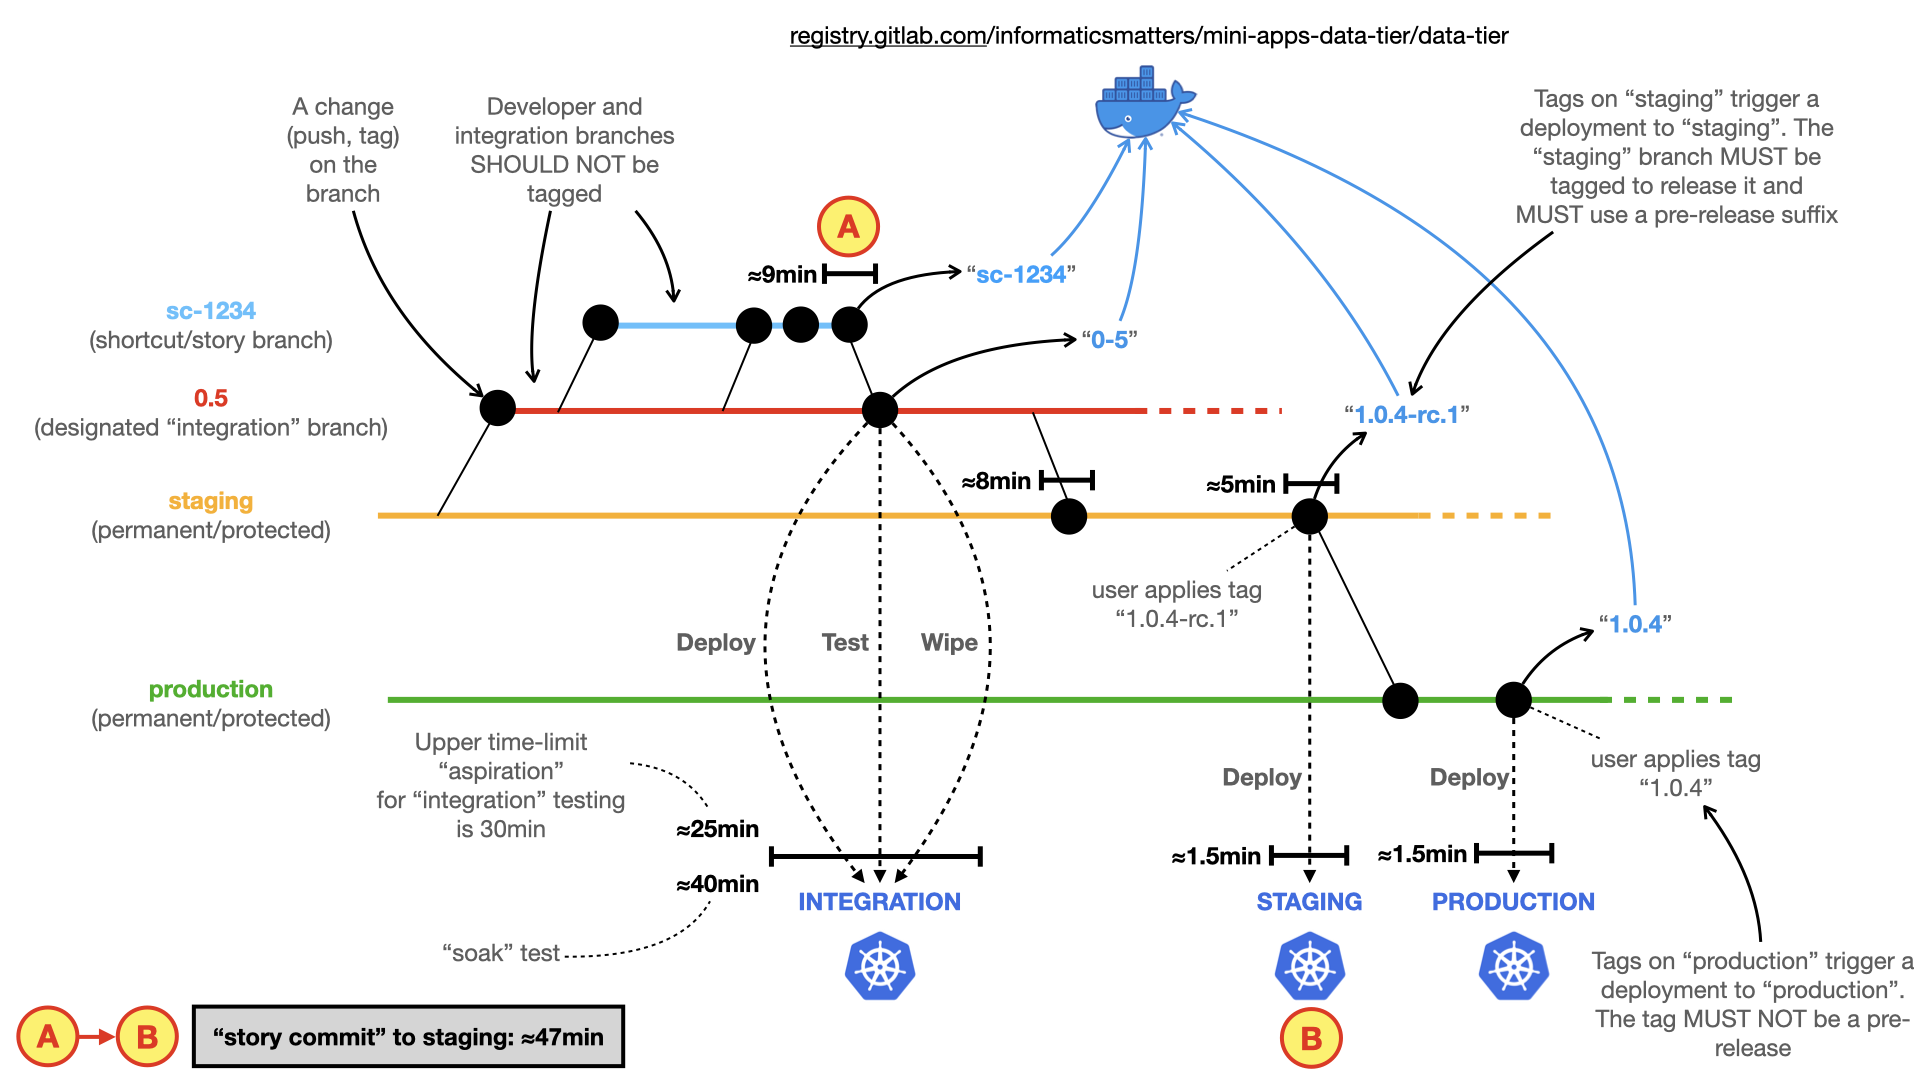 registry.gitlab.com/informaticsmatters/mini-apps-data-tier/data-tier
A change
(push, tag)
on the
branch
Developer and
integration branches
SHOULD NOT be
tagged
Tags on “staging” trigger a
deployment to “staging”. The
“staging” branch MUST be
tagged to release it and
MUST use a pre-release suffix
A
≈9min
“sc-1234”
sc-1234
(shortcut/story branch)
“0-5”
0.5
(designated “integration” branch)
“1.0.4-rc.1”
≈8min
≈5min
staging
(permanent/protected)
user applies tag
“1.0.4-rc.1”
“1.0.4”
Deploy
Test
Wipe
production
(permanent/protected)
Upper time-limit
“aspiration”
for “integration” testing
is 30min
Deploy
Deploy
user applies tag
“1.0.4”
≈25min
≈40min
≈1.5min
≈1.5min
INTEGRATION
STAGING
PRODUCTION
“soak” test
Tags on “production” trigger a
deployment to “production”.
The tag MUST NOT be a pre-
release
A
B
“story commit” to staging: ≈47min
B